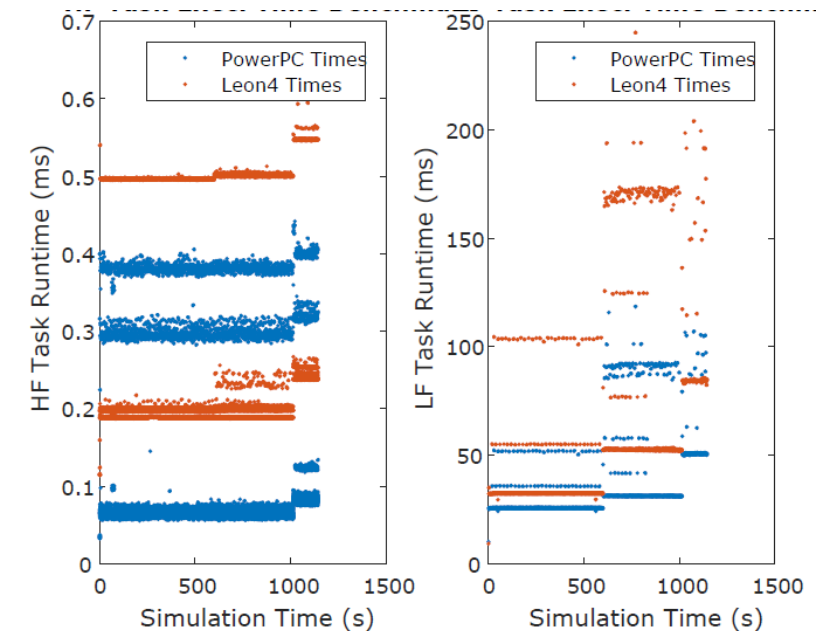 0.7
0.6
0.5
0.4
0.3
0.2
0.1
0
HF Task Runtime (ms)
PowerPC Times
Leon4 Times
0
500
1000
1500
Simulation Time (s)
250
200
150
100
50
0
LF Task Runtime (ms)
PowerPC Times
Leon4 Times
0
500
1000
1500
Simulation Time (s)